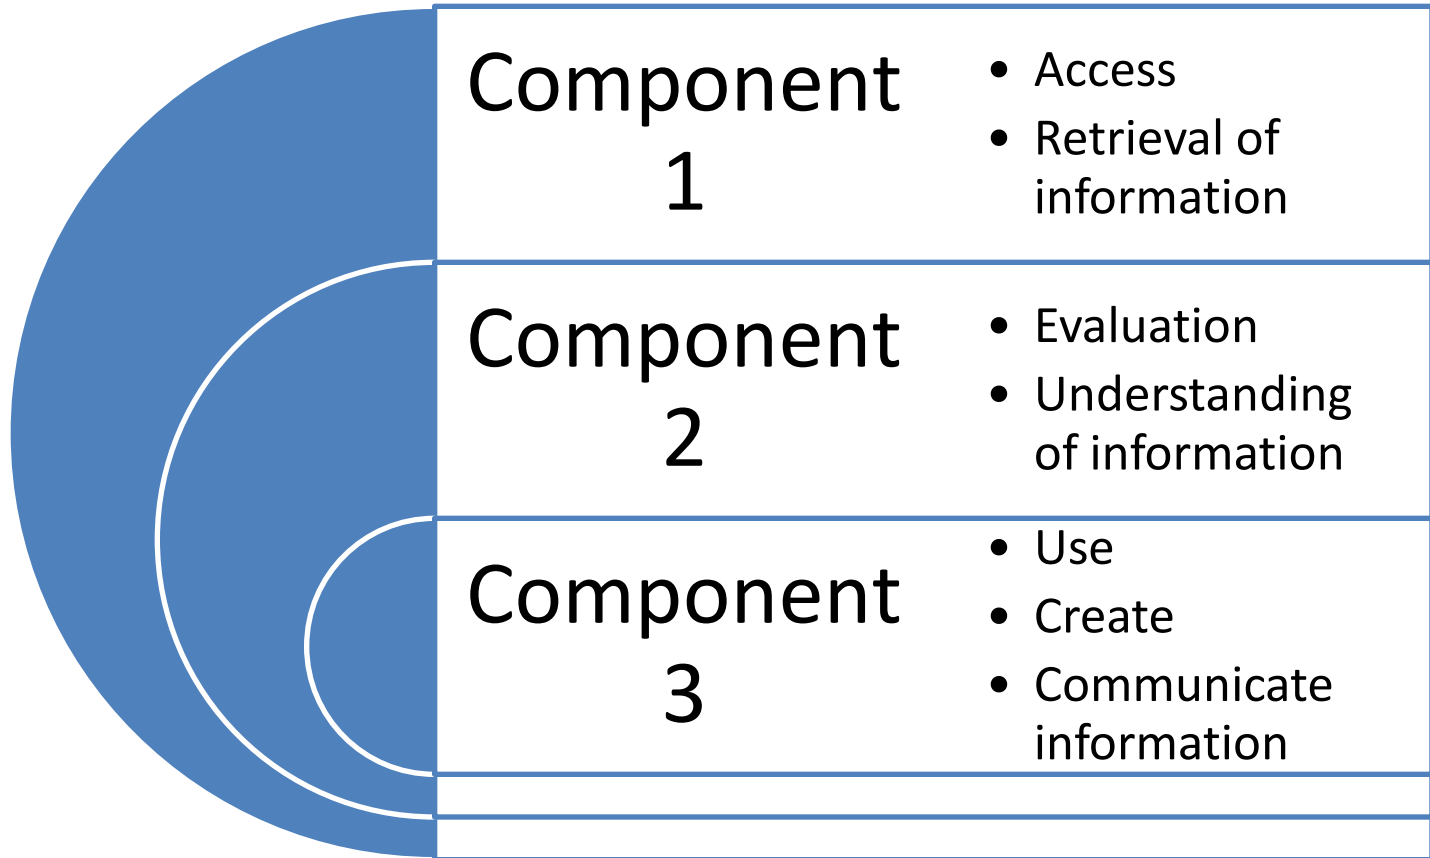 Component
1
• Access
• Retrieval of
information
Component
2
• Evaluation
• Understanding
of information
Component
3
• Use
• Create
• Communicate
information